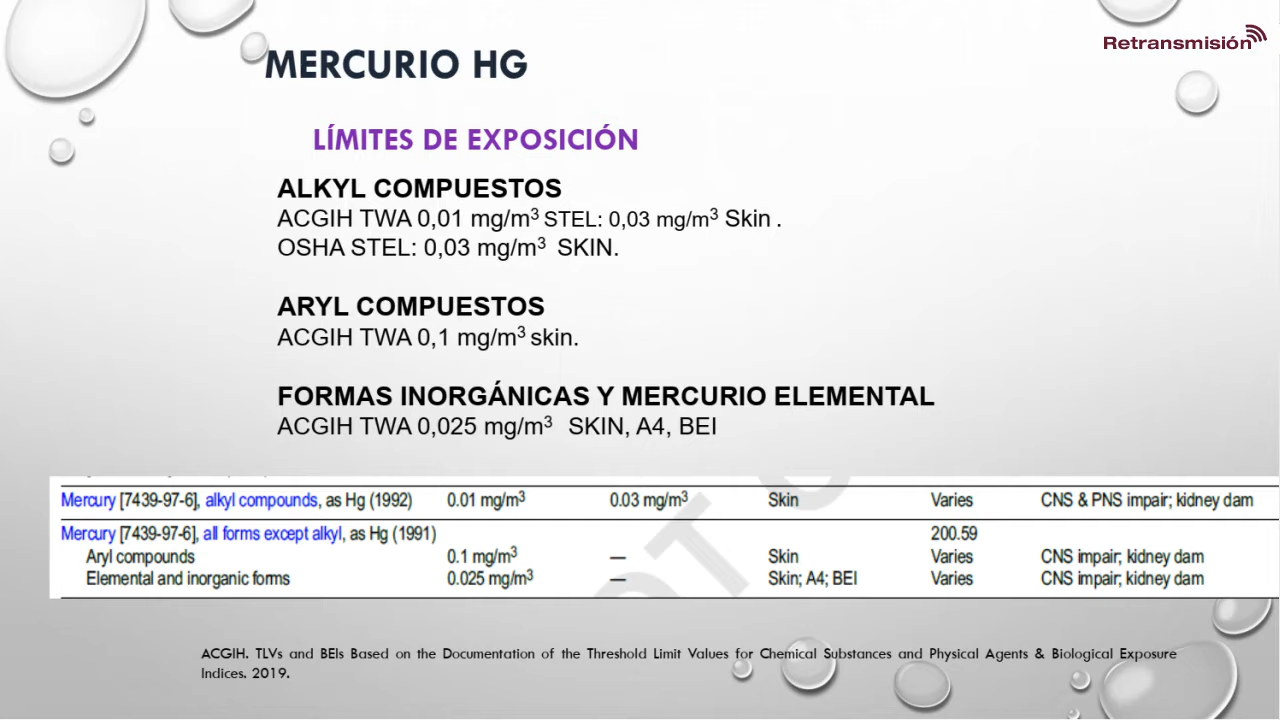 Retransmisión
MERCURIO HG
LÍMITES DE EXPOSICIÓN
ALKYL COMPUESTOS
ACGIH TWA 0,01 mg/m³ STEL: 0,03 mg/m³ Skin .
OSHA STEL: 0,03 mg/m³ SKIN.
ARYL COMPUESTOS
ACGIH TWA 0,1 mg/m³ skin.
FORMAS INORGÁNICAS Y MERCURIO ELEMENTAL
ACGIH TWA 0,025 mg/m³ SKIN, A4, BEI
Mercury [7439-97-6], alkyl compounds, as Hg (1992) 0.01 mg/m³ 0.03 mg/m³ Skin Varies CNS & PNS impair; kidney dam
Mercury [7439-97-6], all forms except alkyl, as Hg (1991) 200.59
Aryl compounds 0.1 mg/m³ — Skin Varies CNS impair; kidney dam
Elemental and inorganic forms 0.025 mg/m³ — Skin; A4; BEI Varies CNS impair; kidney dam
ACGIH. TLVs and BEIs Based on the Documentation of the Threshold Limit Values for Chemical Substances and Physical Agents & Biological Exposure
Indices. 2019.